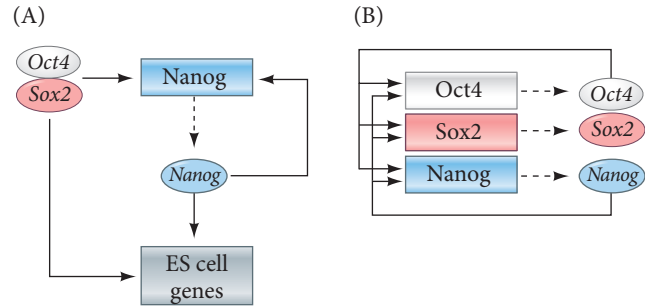 (A)
Oct4
Sox2
Nanog
Nanog
ES cell
genes
(B)
Oct4
Oct4
Sox2
Sox2
Nanog
Nanog